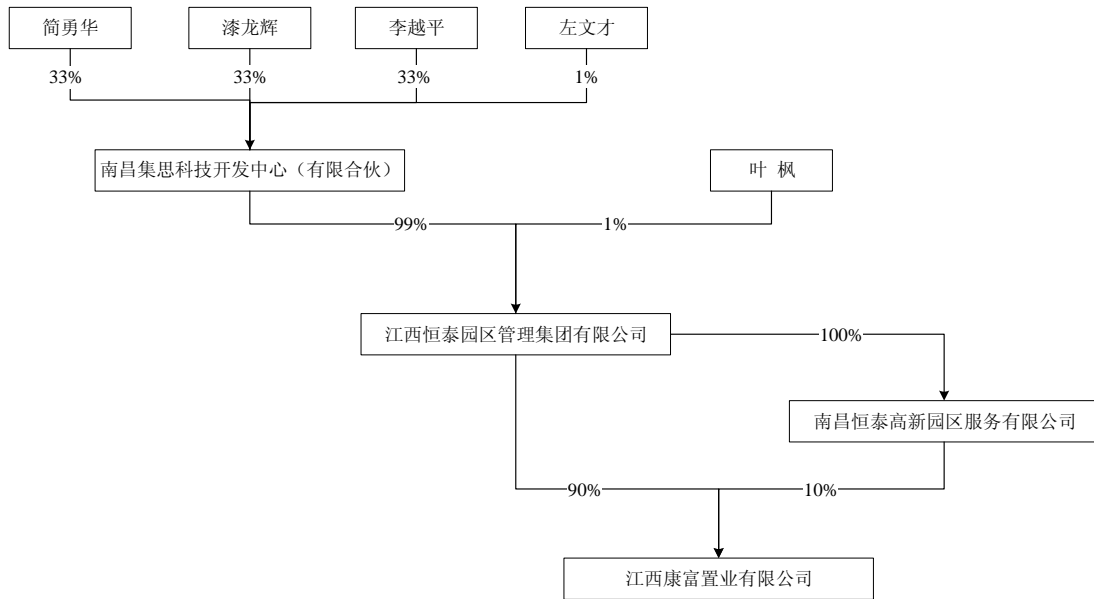 简勇华 漆龙辉 李越平 左文才
33% 33% 33% 1%
南昌集思科技开发中心（有限合伙） 叶 枫
99% 1%
江西恒泰园区管理集团有限公司
100%
南昌恒泰高新园区服务有限公司
90% 10%
江西康富置业有限公司